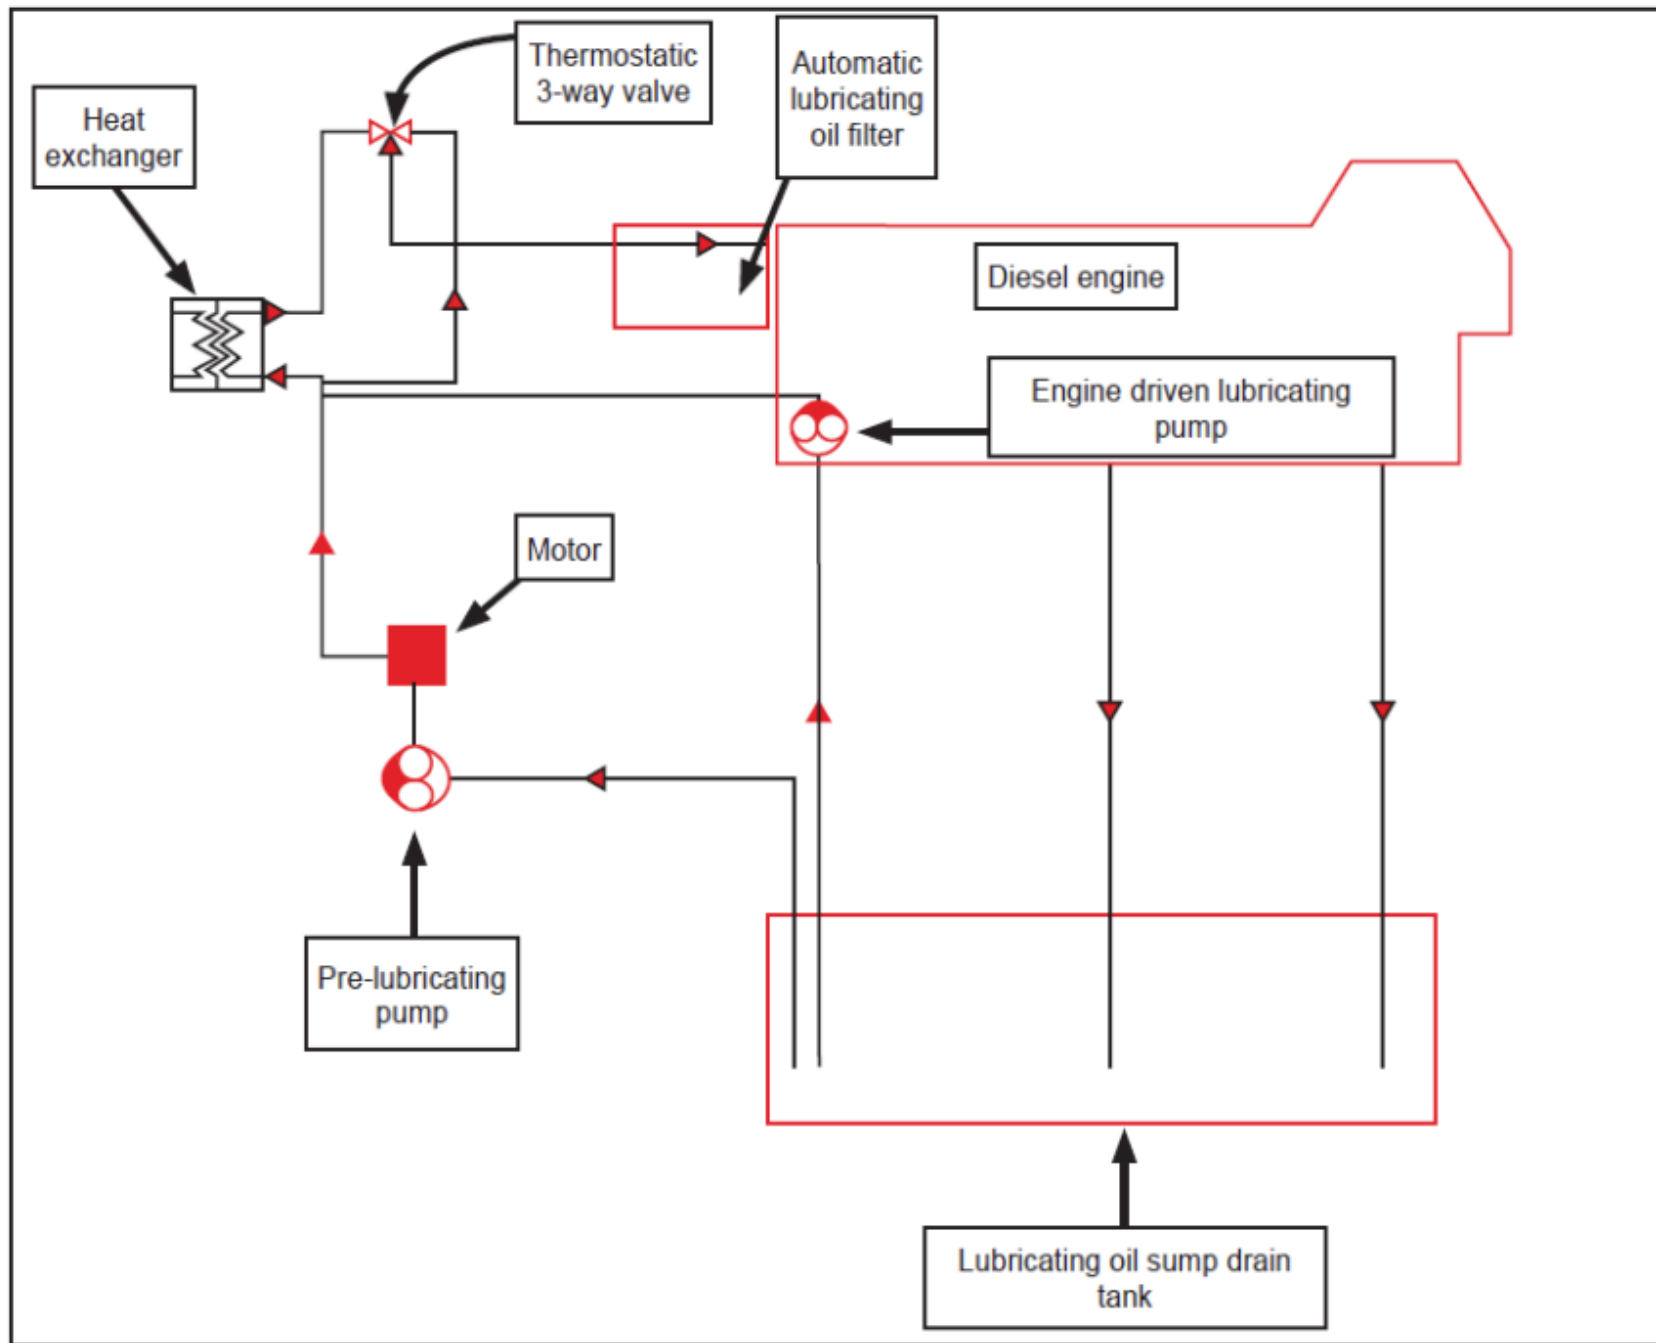 Thermostatic
3-way valve
Automatic
lubricating
oil filter
Heat
exchanger
Diesel engine
Engine driven lubricating
pump
Motor
Pre-lubricating
pump
Lubricating oil sump drain
tank